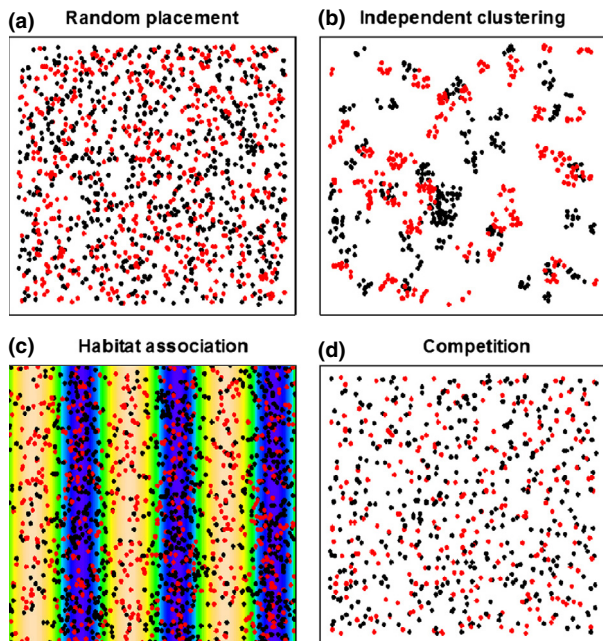 (a) Random placement
(b) Independent clustering
(c) Habitat association
(d) Competition